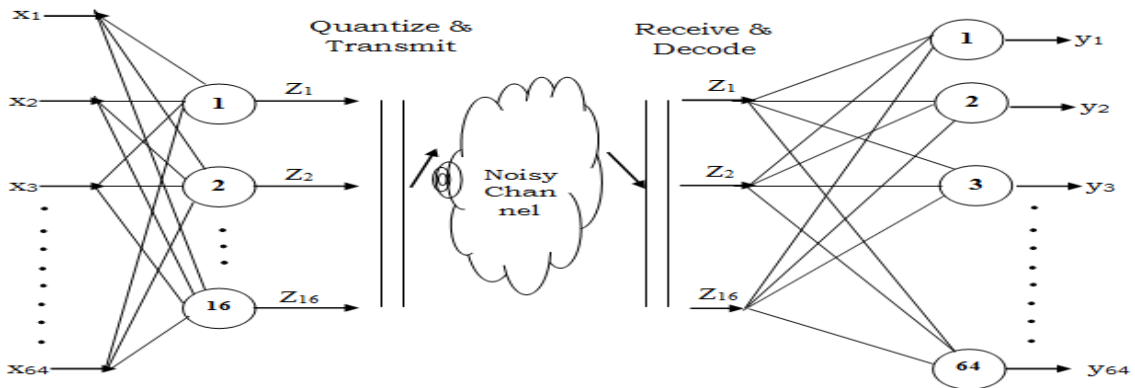 x1
x2
x3
x64
1
2
16
Z1
Z2
Z16
Quantize &
Transmit
Noisy
Chan
nel
Receive &
Decode
Z1
Z2
Z16
1
2
3
64
y1
y2
y3
y64